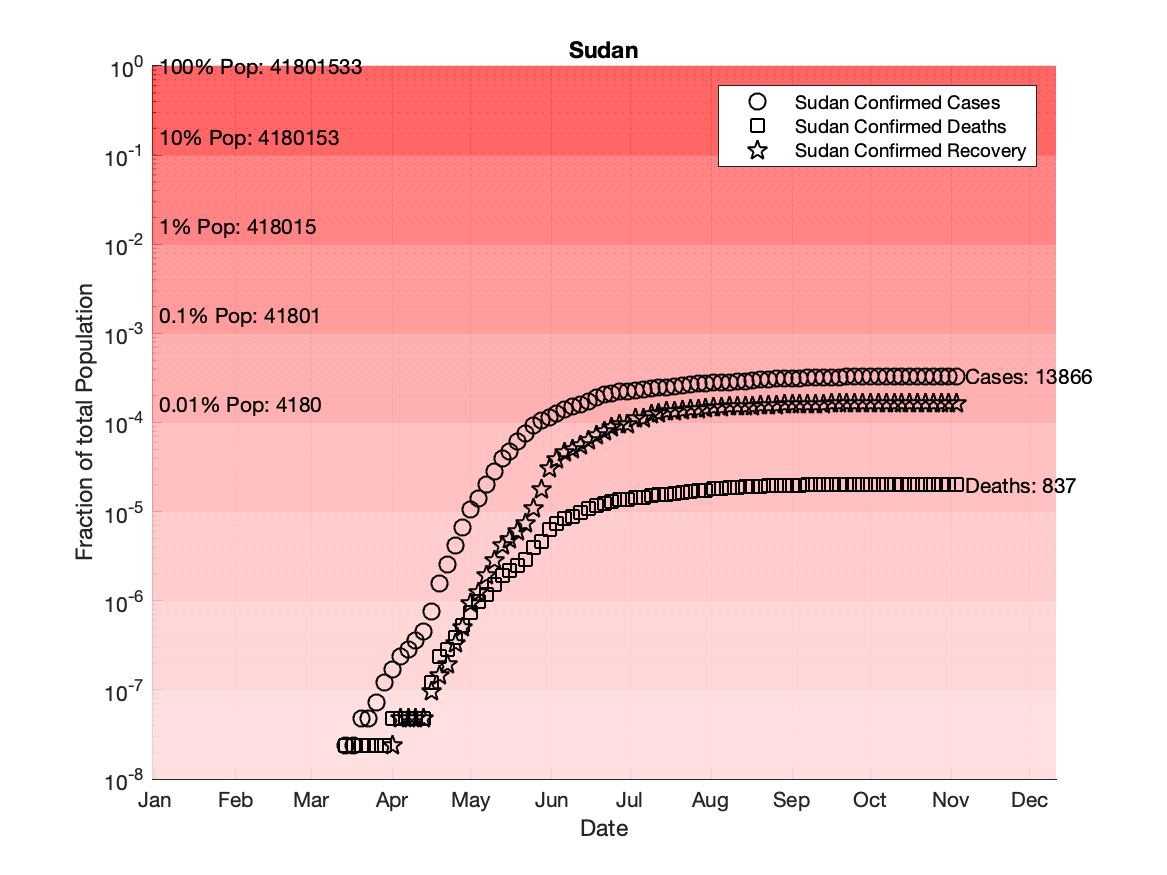 Sudan
10^0
100% Pop: 41801533
Sudan Confirmed Cases
Sudan Confirmed Deaths
Sudan Confirmed Recovery
10% Pop: 4180153
10^-1
1% Pop: 418015
10^-2
0.1% Pop: 41801
10^-3
Cases: 13866
0.01% Pop: 4180
10^-4
Deaths: 837
10^-5
10^-6
10^-7
10^-8
Fraction of total Population
Jan Feb Mar Apr May Jun Jul Aug Sep Oct Nov Dec
Date